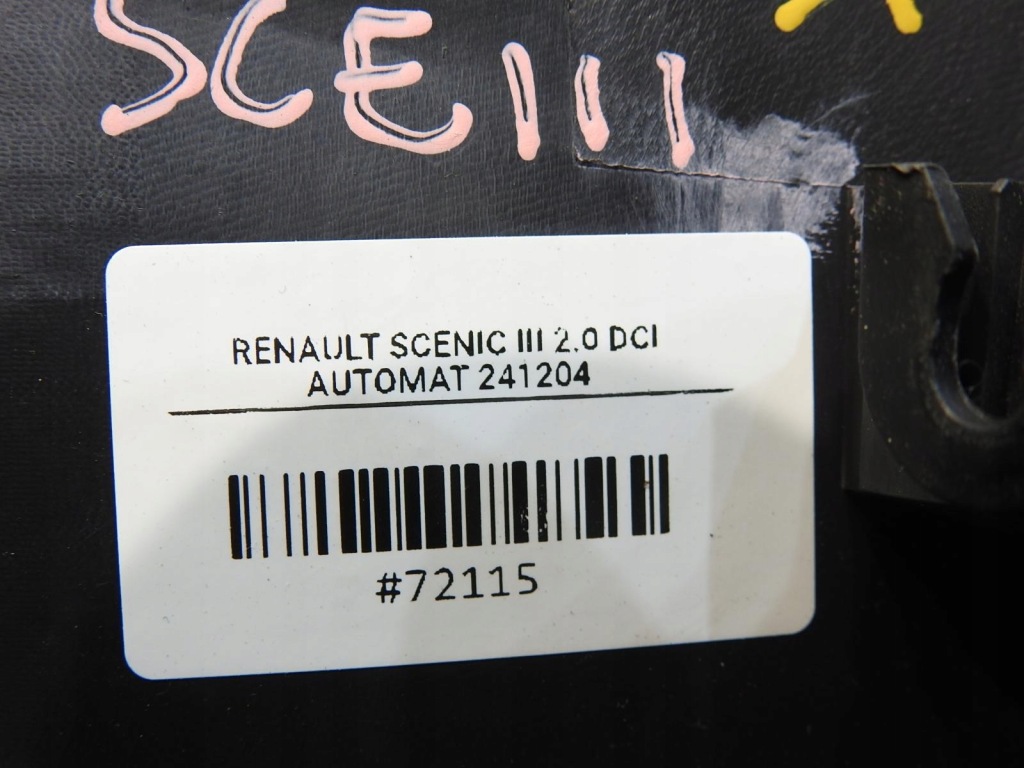 SCEIII
RENAULT SCENIC III 2.0 DCI
AUTOMAT 241204
#72115